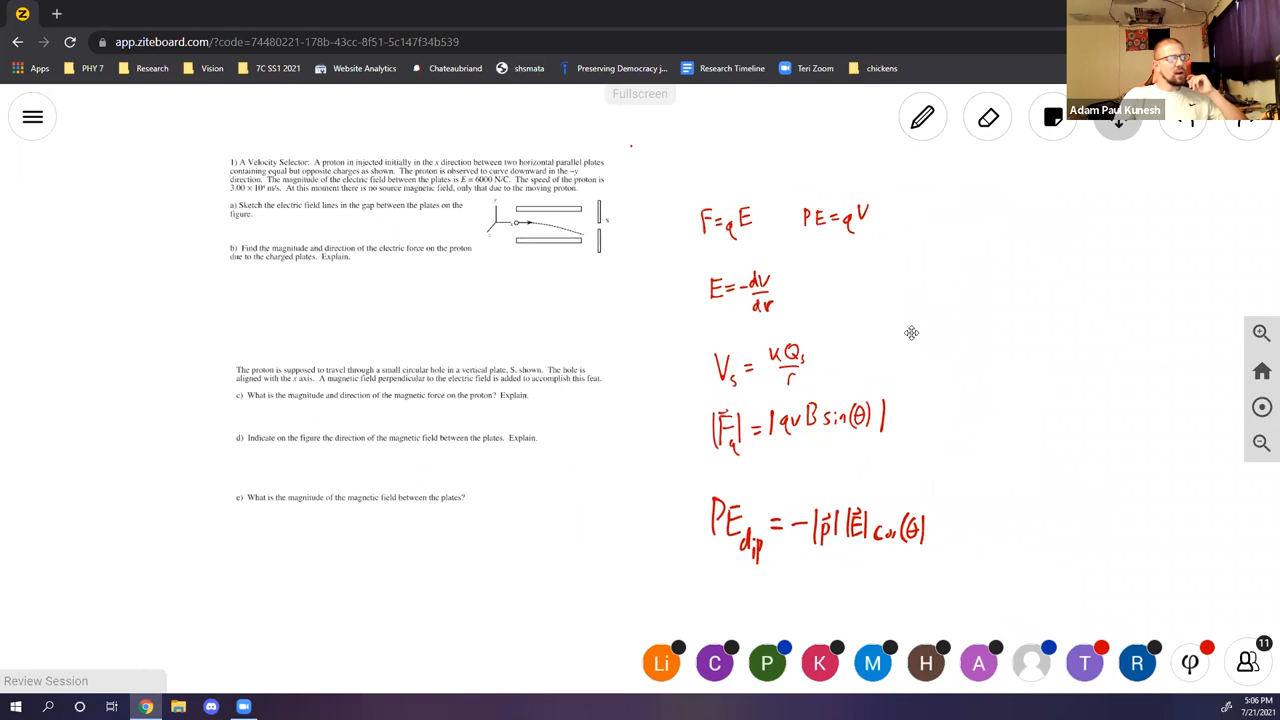 app.ziteboard.com/?code=74480221-178b-43cc-8f51-5c147f34b539
Apps PHY 7 Research Vision 7C SS1 2021 Website Analytics Raley Research shsmata Preserving Democracy j... Research Outline Teri Zoom chickens
Fullscreen
Adam Paul Kunesh
1) A Velocity Selector: A proton in injected initially in the x direction between two horizontal parallel plates
containing equal but opposite charges as shown. The proton is observed to curve downward in the −y
direction. The magnitude of the electric field between the plates is E = 6000 N/C. The speed of the proton is
3.00 × 10⁴ m/s. At this moment there is no source magnetic field, only that due to the moving proton.
a) Sketch the electric field lines in the gap between the plates on the
figure.
y
x
z
S
b) Find the magnitude and direction of the electric force on the proton
due to the charged plates. Explain.
The proton is supposed to travel through a small circular hole in a vertical plate, S, shown. The hole is
aligned with the x axis. A magnetic field perpendicular to the electric field is added to accomplish this feat.
c) What is the magnitude and direction of the magnetic force on the proton? Explain.
d) Indicate on the figure the direction of the magnetic field between the plates. Explain.
e) What is the magnitude of the magnetic field between the plates?
F=qE PE=qV
E=-dV/dr
Vs = kQs/r
|F⃗q| = |qvB sin(θ)|
PEdip = -|p⃗| |E⃗| cos(θ)
Li C P K M H A T R φ 11
Review Session
5:06 PM
7/21/2021